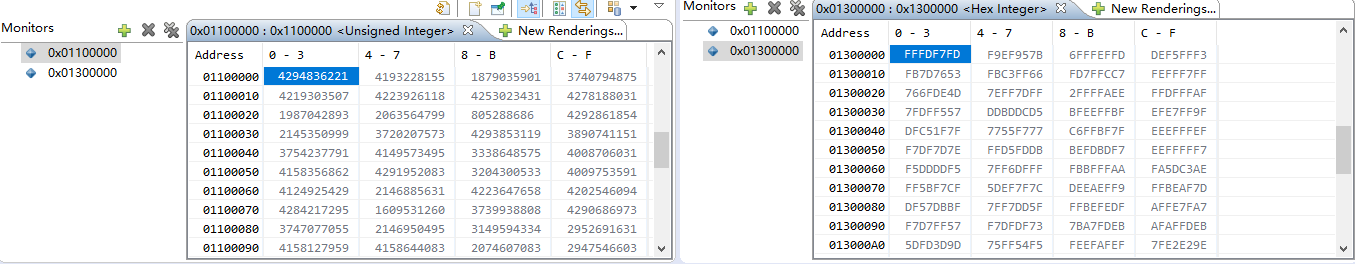 Monitors
0x01100000
0x01300000
0x01100000 : 0x1100000 <Unsigned Integer> New Renderings...
Address 0 - 3 4 - 7 8 - B C - F
01100000 4294836221 4193228155 1879035901 3740794875
01100010 4219303507 4223926118 4253023431 4278188031
01100020 1987042893 2063564799 805288686 4292861854
01100030 2145350999 3720207573 4293853119 3890741151
01100040 3754237791 4149573495 3338648575 4008706031
01100050 4158356862 4291952083 3204300533 4009753591
01100060 4124925429 2146885631 4223647658 4202546094
01100070 4284217295 1609531260 3739938808 4290686973
01100080 3747077055 2146950495 3149594334 2952691631
01100090 4158127959 4158644083 2074607083 2947546603
Monitors
0x01100000
0x01300000
0x01300000 : 0x1300000 <Hex Integer> New Renderings...
Address 0 - 3 4 - 7 8 - B C - F
01300000 FFFDF7FD F9EF957B 6FFFEFFD DEF5FFF3
01300010 FB7D7653 FBC3FF66 FD7FFCC7 FEFFF7FF
01300020 766FDE4D 7EFF7DFF 2FFFFAEE FFDFFFAF
01300030 7FDFF557 DDBDDCD5 BFEEFFBF EFE7FF9F
01300040 DFC51F7F 7755F777 C6FFBF7F EEEFFFEF
01300050 F7DF7D7E FFD5FDDB BEFDBDF7 EEFFFFF7
01300060 F5DDDDF5 7FF6DFFF FBBFFFAA FA5DC3AE
01300070 FF5BF7CF 5DEF7F7C DEEAEFF9 FFBEAF7D
01300080 DF57DBBF 7FF7DD5F FFBEFEDF AFFE7FA7
01300090 F7D7FF57 F7DFDF73 7BA7FDEB AFAFFDEB
013000A0 5DFD3D9D 75FF54F5 FEEFAFEF 7FE2E29E